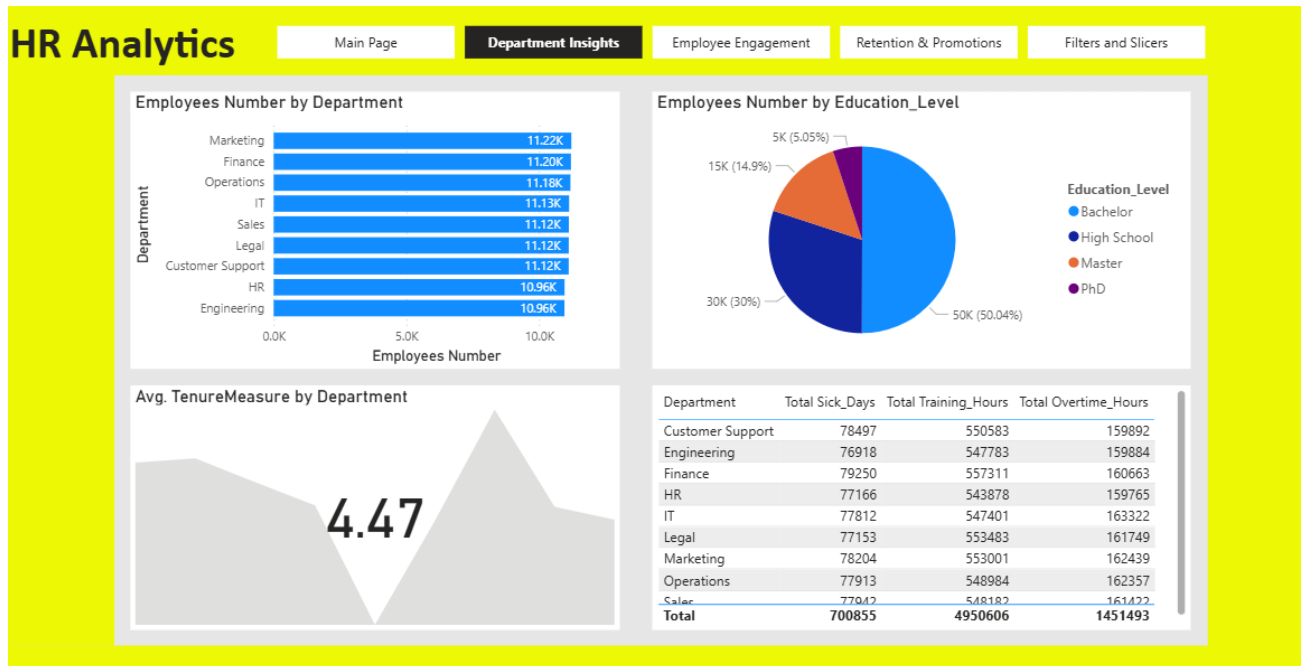 HR Analytics
Main Page
Department Insights
Employee Engagement
Retention & Promotions
Filters and Slicers
Employees Number by Department
Department
Marketing 11.22K
Finance 11.20K
Operations 11.18K
IT 11.13K
Sales 11.12K
Legal 11.12K
Customer Support 11.12K
HR 10.96K
Engineering 10.96K
0.0K 5.0K 10.0K
Employees Number
Employees Number by Education_Level
5K (5.05%)
15K (14.9%)
30K (30%)
50K (50.04%)
Education_Level
Bachelor
High School
Master
PhD
Avg. TenureMeasure by Department
4.47
Department Total Sick_Days Total Training_Hours Total Overtime_Hours
Customer Support 78497 550583 159892
Engineering 76918 547783 159884
Finance 79250 557311 160663
HR 77166 543878 159765
IT 77812 547401 163322
Legal 77153 553483 161749
Marketing 78204 553001 162439
Operations 77913 548984 162357
Sales 77942 548182 161422
Total 700855 4950606 1451493